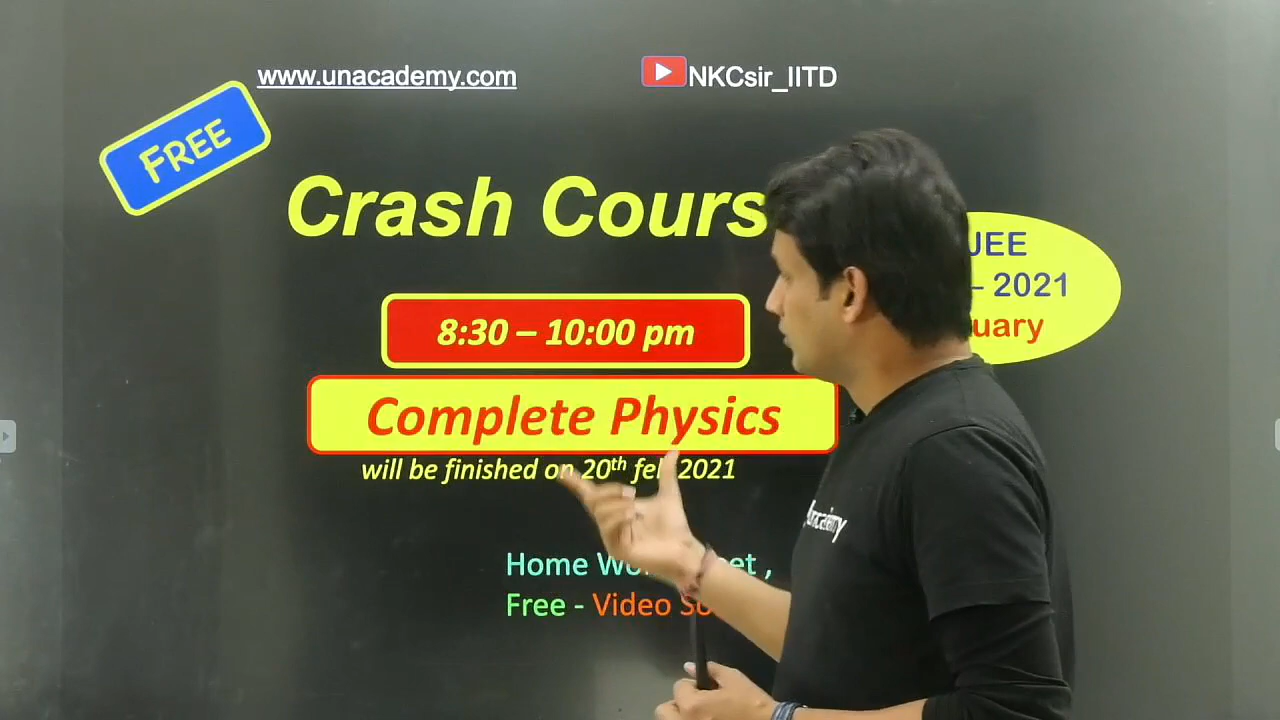 www.unacademy.com
NKCsir_IITD
FREE
Crash Cours
JEE
- 2021
uary
8:30 – 10:00 pm
Complete Physics
will be finished on 20th feb 2021
Home Wo et ,
Free - Video So